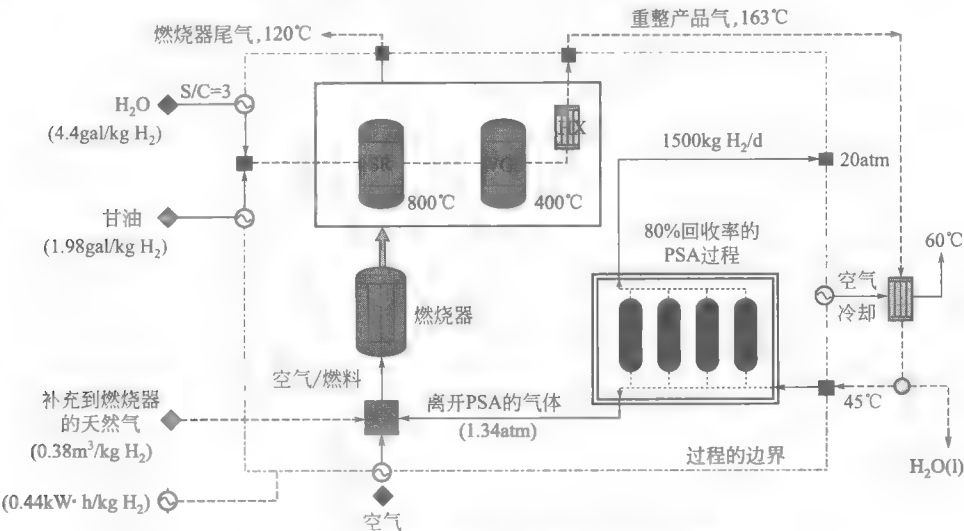 重整产品气,163℃
燃烧器尾气,120℃
S/C=3
H₂O
(4.4gal/kg H₂)
HX
1500kg H₂/d
20atm
SR
WG
800℃
400℃
甘油
(1.98gal/kg H₂)
80%回收率的
PSA过程
60℃
空气
冷却
燃烧器
空气/燃料
补充到燃烧器
的天然气
(0.38m³/kg H₂)
离开PSA的气体
(1.34atm)
45℃
过程的边界
H₂O(l)
(0.44kW· h/kg H₂)
空气